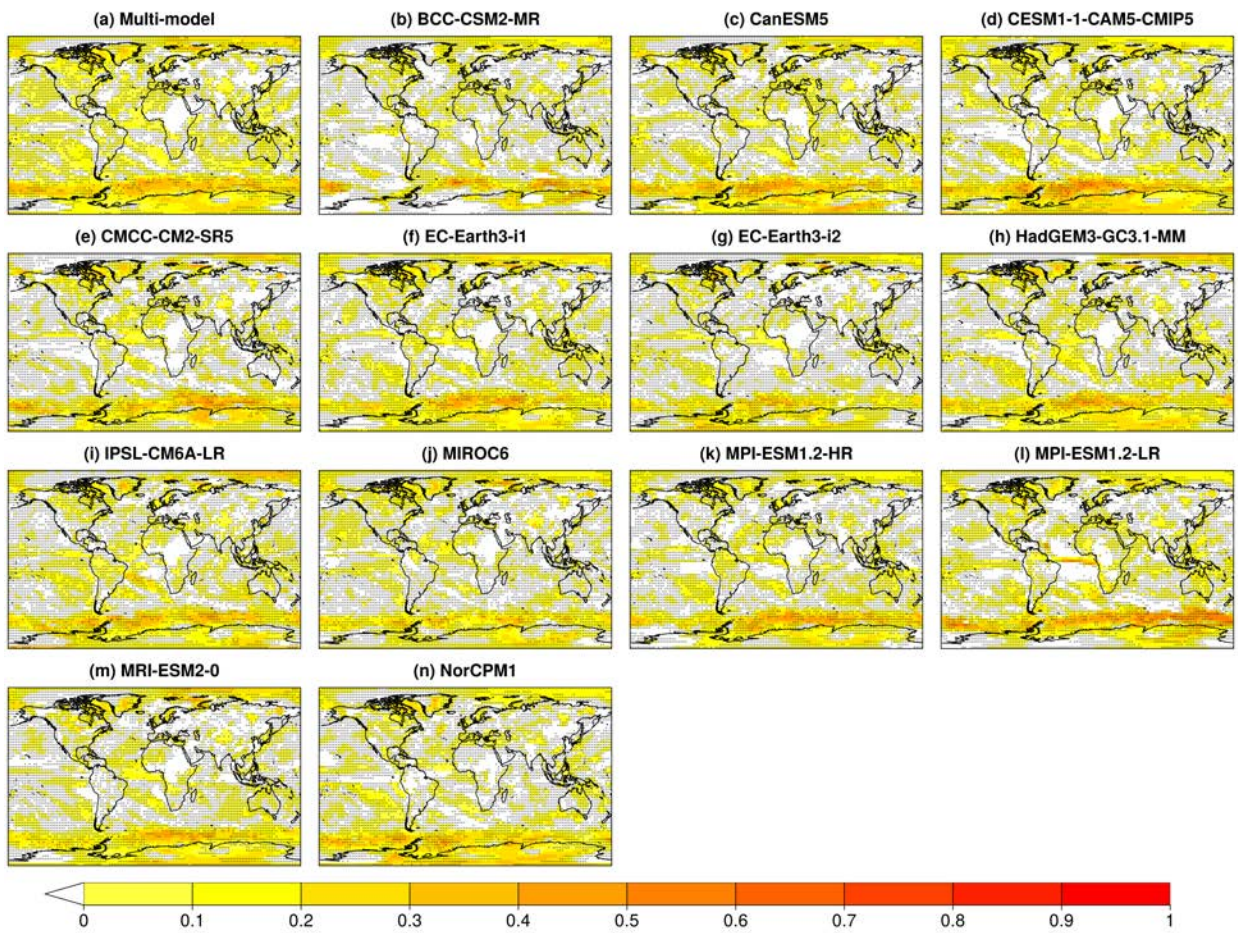 (a) Multi-model
(b) BCC-CSM2-MR
(c) CanESM5
(d) CESM1-1-CAM5-CMIP5
(e) CMCC-CM2-SR5
(f) EC-Earth3-i1
(g) EC-Earth3-i2
(h) HadGEM3-GC3.1-MM
(i) IPSL-CM6A-LR
(j) MIROC6
(k) MPI-ESM1.2-HR
(l) MPI-ESM1.2-LR
(m) MRI-ESM2-0
(n) NorCPM1
0 0.1 0.2 0.3 0.4 0.5 0.6 0.7 0.8 0.9 1